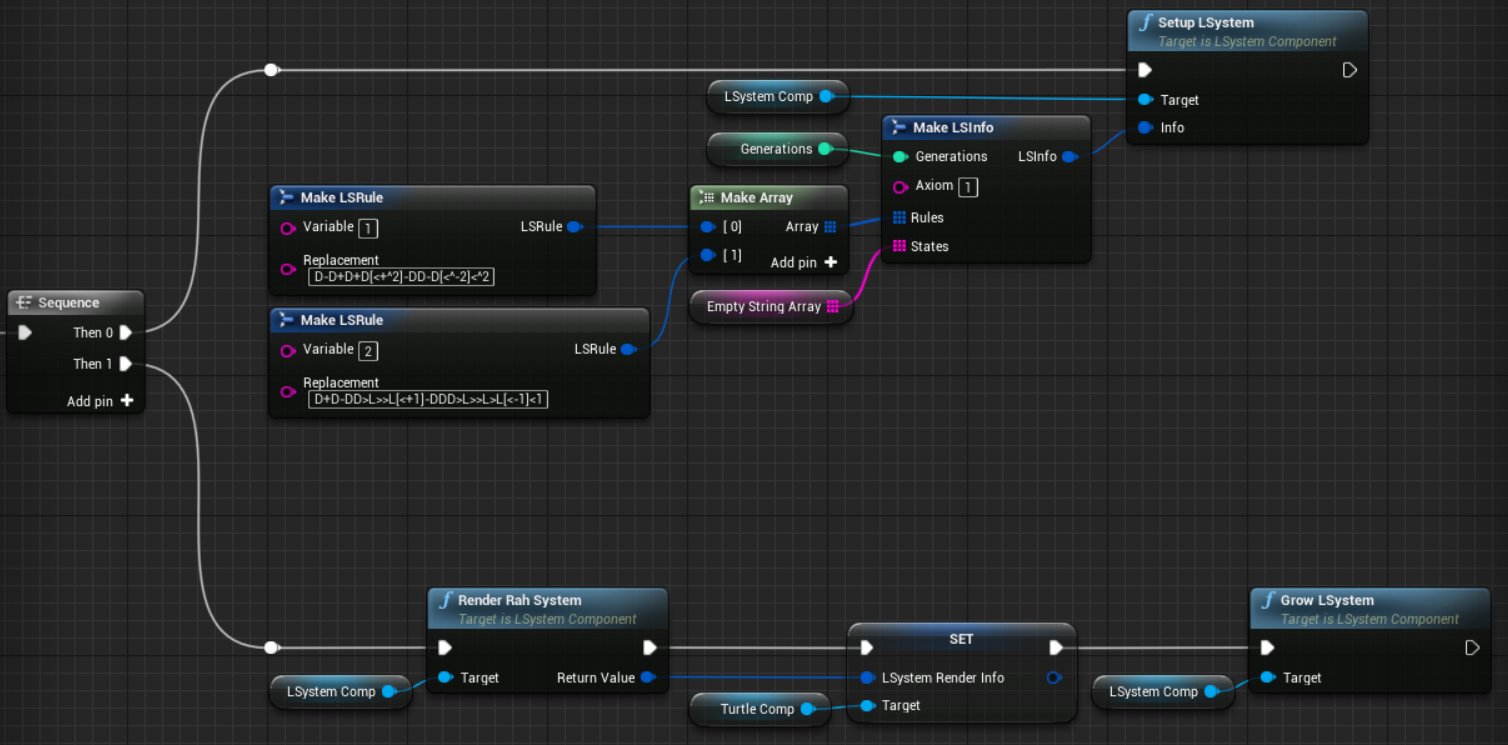 Setup LSystem
Target is LSystem Component
Target
Info
LSystem Comp
Generations
Make LSInfo
Generations LSInfo
Axiom 1
Rules
States
Make LSRule
Variable 1 LSRule
Replacement
D-D+D+D[<+^2]-DD-D[<^-2]<^2
Make Array
[ 0] Array
[ 1]
Add pin
Empty String Array
Make LSRule
Variable 2 LSRule
Replacement
D+D-DD>L>>L[<+1]-DDD>L>>L>L[<-1]<1
Sequence
Then 0
Then 1
Add pin
Render Rah System
Target is LSystem Component
Target Return Value
LSystem Comp
SET
LSystem Render Info
Target
Turtle Comp
Grow LSystem
Target is LSystem Component
Target
LSystem Comp